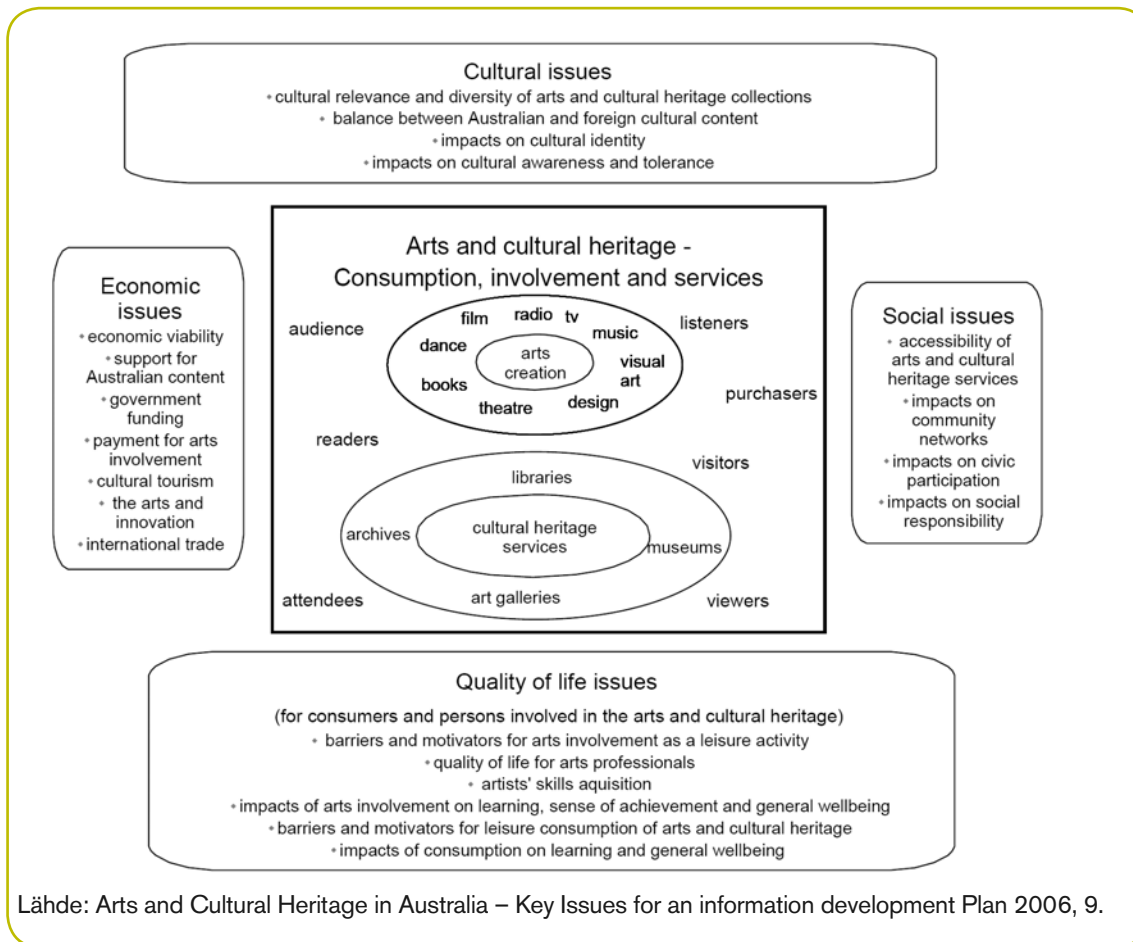 Cultural issues
• cultural relevance and diversity of arts and cultural heritage collections
• balance between Australian and foreign cultural content
• impacts on cultural identity
• impacts on cultural awareness and tolerance
Economic
issues
• economic viability
• support for
Australian content
• government
funding
• payment for arts
involvement
• cultural tourism
• the arts and
innovation
• international trade
Arts and cultural heritage -
Consumption, involvement and services
audience
film
radio
tv
music
listeners
dance
arts
creation
visual
art
books
theatre
design
purchasers
readers
visitors
libraries
archives
cultural heritage
services
museums
art galleries
attendees
viewers
Social issues
• accessibility of
arts and cultural
heritage services
• impacts on
community
networks
• impacts on civic
participation
• impacts on social
responsibility
Quality of life issues
(for consumers and persons involved in the arts and cultural heritage)
• barriers and motivators for arts involvement as a leisure activity
• quality of life for arts professionals
• artists' skills aquisition
• impacts of arts involvement on learning, sense of achievement and general wellbeing
• barriers and motivators for leisure consumption of arts and cultural heritage
• impacts of consumption on learning and general wellbeing
Lähde: Arts and Cultural Heritage in Australia – Key Issues for an information development Plan 2006, 9.